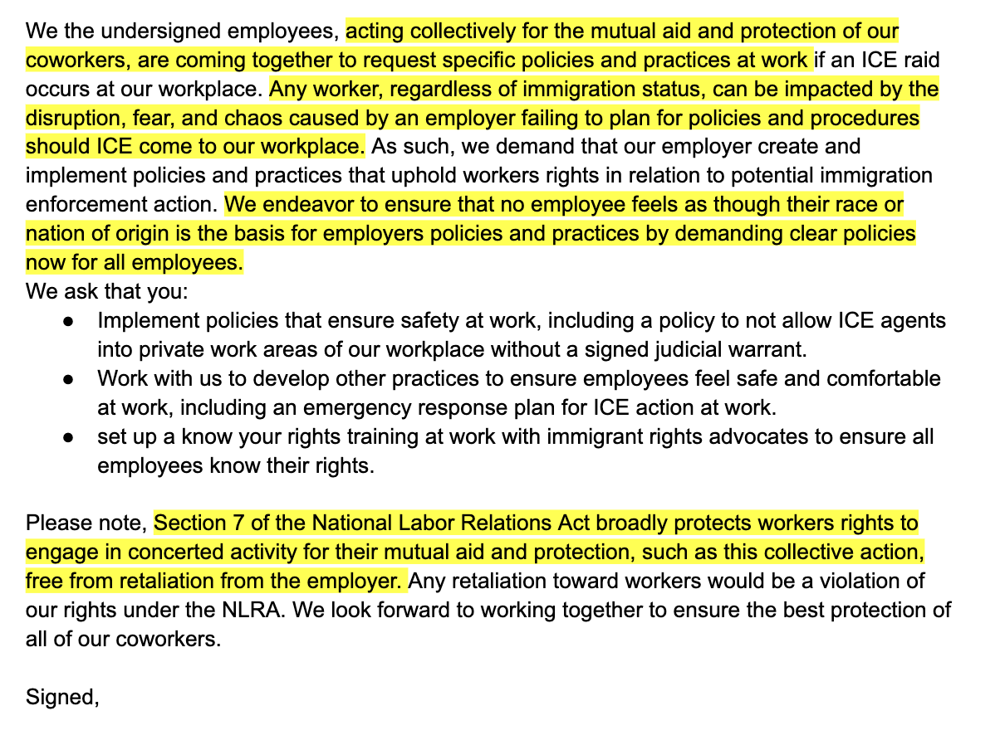 We the undersigned employees, acting collectively for the mutual aid and protection of our
coworkers, are coming together to request specific policies and practices at work if an ICE raid
occurs at our workplace. Any worker, regardless of immigration status, can be impacted by the
disruption, fear, and chaos caused by an employer failing to plan for policies and procedures
should ICE come to our workplace. As such, we demand that our employer create and
implement policies and practices that uphold workers rights in relation to potential immigration
enforcement action. We endeavor to ensure that no employee feels as though their race or
nation of origin is the basis for employers policies and practices by demanding clear policies
now for all employees.
We ask that you:
● Implement policies that ensure safety at work, including a policy to not allow ICE agents
into private work areas of our workplace without a signed judicial warrant.
● Work with us to develop other practices to ensure employees feel safe and comfortable
at work, including an emergency response plan for ICE action at work.
● set up a know your rights training at work with immigrant rights advocates to ensure all
employees know their rights.
Please note, Section 7 of the National Labor Relations Act broadly protects workers rights to
engage in concerted activity for their mutual aid and protection, such as this collective action,
free from retaliation from the employer. Any retaliation toward workers would be a violation of
our rights under the NLRA. We look forward to working together to ensure the best protection of
all of our coworkers.
Signed,